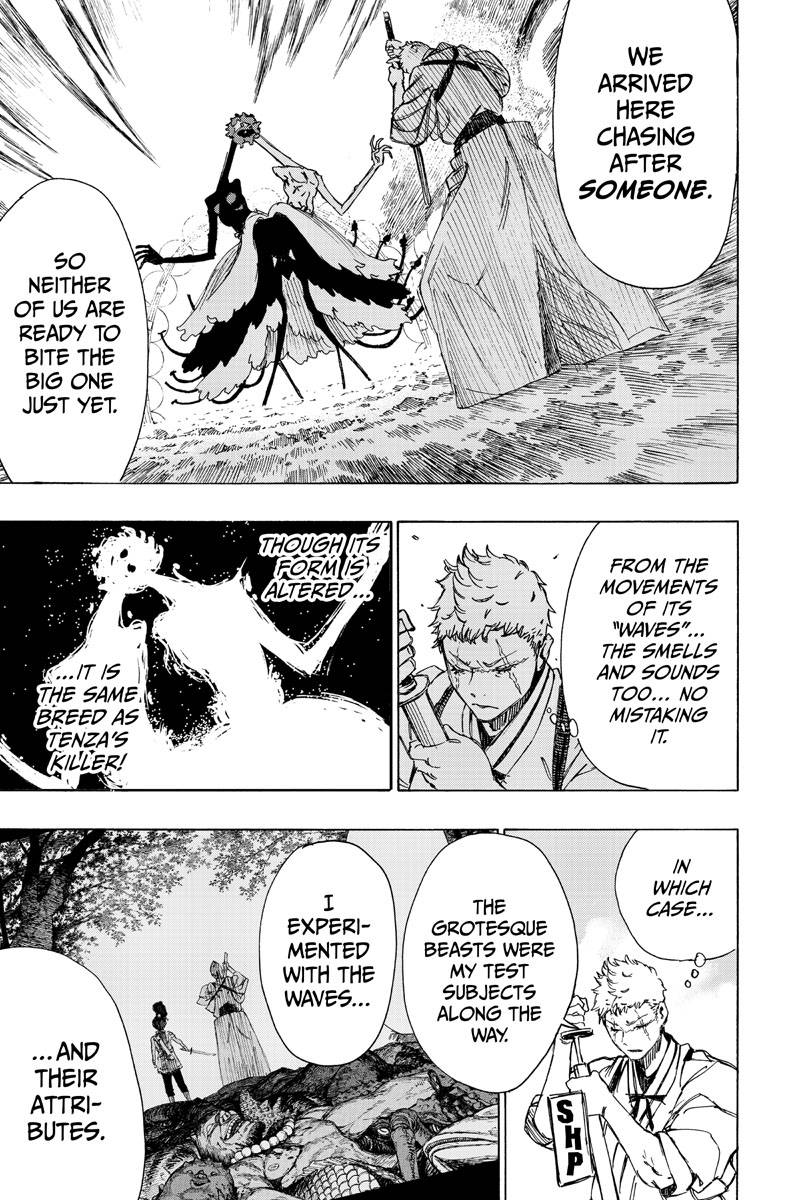 WE
ARRIVED
HERE
CHASING
AFTER
SOMEONE.
SO
NEITHER
OF US ARE
READY TO
BITE THE
BIG ONE
JUST YET.
FROM THE
MOVEMENTS
OF ITS
"WAVES"...
THE SMELLS
AND SOUNDS
TOO... NO
MISTAKING
IT.
THOUGH ITS
FORM IS
ALTERED...
...IT IS
THE SAME
BREED AS
TENZA'S
KILLER!
IN
WHICH
CASE...
SHP
THE
GROTESQUE
BEASTS WERE
MY TEST
SUBJECTS
ALONG THE
WAY.
I
EXPERI-
MENTED
WITH THE
WAVES...
...AND
THEIR
ATTRI-
BUTES.